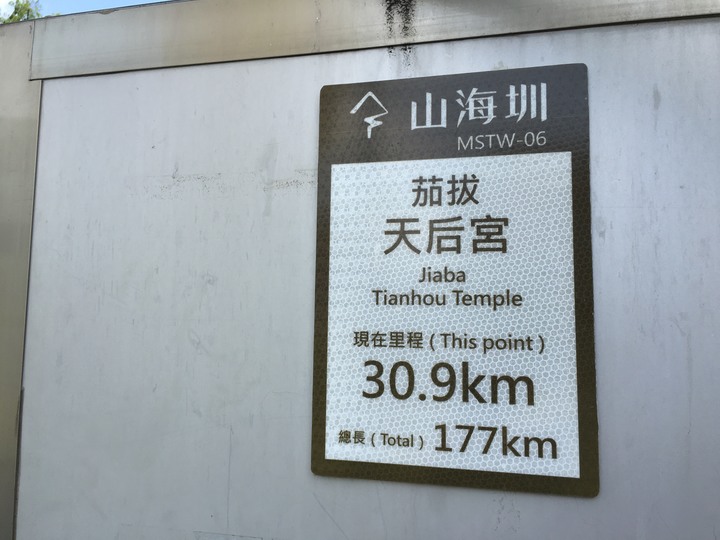 山海圳
MSTW-06
茄拔
天后宮
Jiaba
Tianhou Temple
現在里程 ( This point )
30.9km
總長 ( Total ) 177km